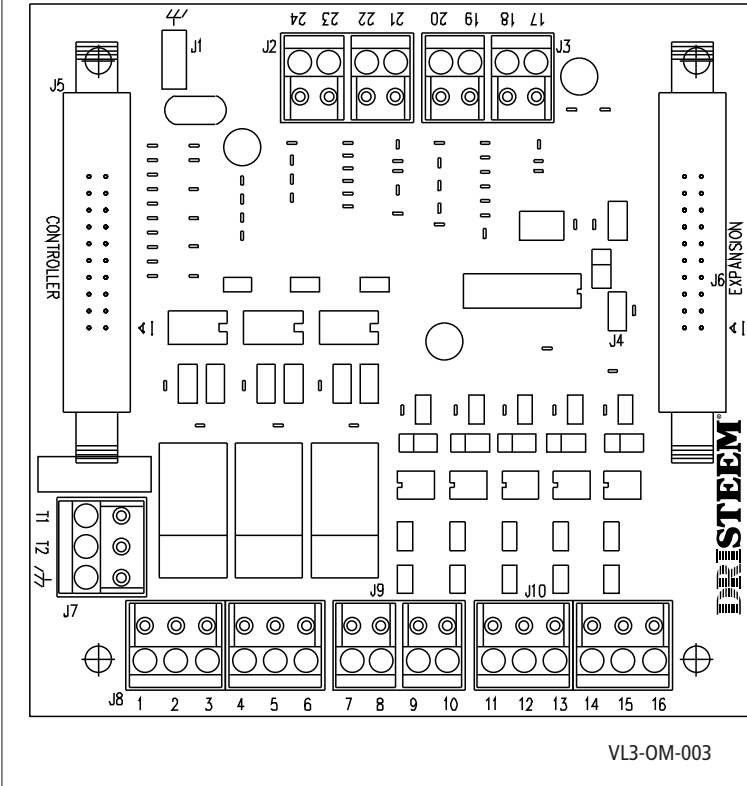 J1
24 23 22 21 20 19 18 17
J2
J3
J5
CONTROLLER
1
J6
EXPANSION
1
J4
DRISTEEM®
T1
T2
J7
J9
J10
J8
1 2 3 4 5 6 7 8 9 10 11 12 13 14 15 16
VL3-OM-003